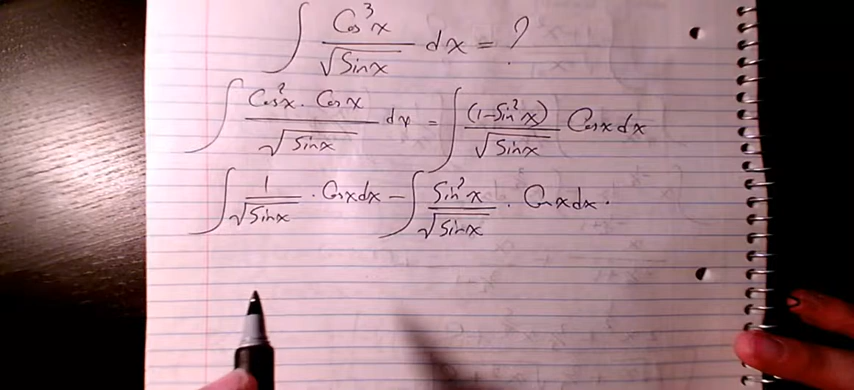 ∫ Cos³x / √Sinx dx = ?
∫ Cos²x · Cosx / √Sinx dx = ∫ (1-Sin²x) / √Sinx Cosx dx
∫ 1 / √Sinx · Cosx dx - ∫ Sin²x / √Sinx · Cosx dx ·